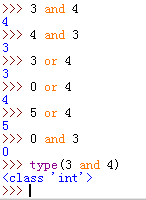 >>> 3 and 4
4
>>> 4 and 3
3
>>> 3 or 4
3
>>> 0 or 4
4
>>> 5 or 4
5
>>> 0 and 3
0
>>> type(3 and 4)
<class 'int'>
>>>